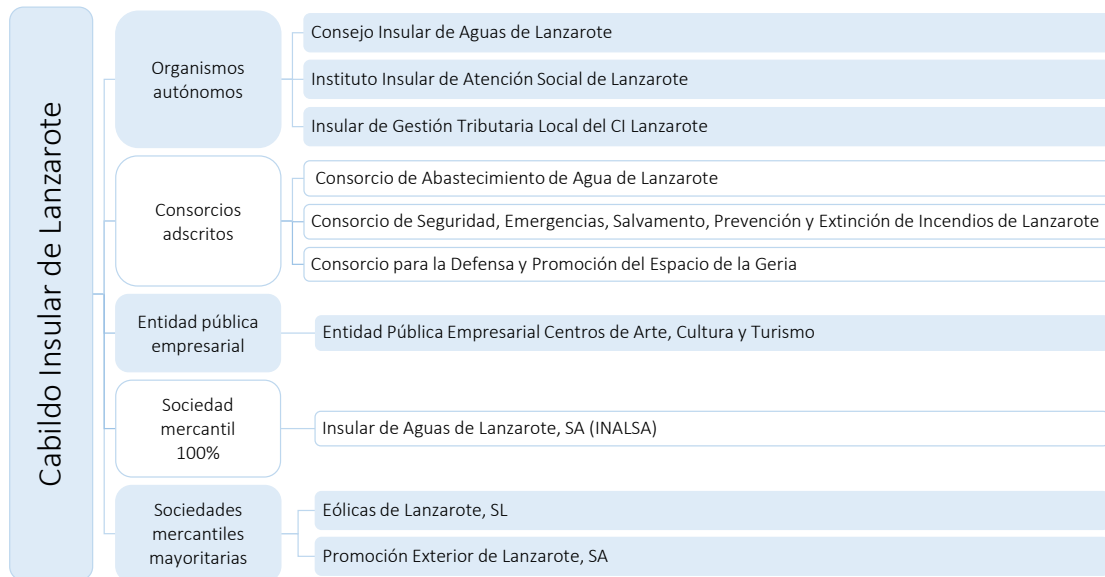 Cabildo Insular de Lanzarote
Organismos
autónomos
Consejo Insular de Aguas de Lanzarote
Instituto Insular de Atención Social de Lanzarote
Insular de Gestión Tributaria Local del CI Lanzarote
Consorcios
adscritos
Consorcio de Abastecimiento de Agua de Lanzarote
Consorcio de Seguridad, Emergencias, Salvamento, Prevención y Extinción de Incendios de Lanzarote
Consorcio para la Defensa y Promoción del Espacio de la Geria
Entidad pública
empresarial
Entidad Pública Empresarial Centros de Arte, Cultura y Turismo
Sociedad
mercantil
100%
Insular de Aguas de Lanzarote, SA (INALSA)
Sociedades
mercantiles
mayoritarias
Eólicas de Lanzarote, SL
Promoción Exterior de Lanzarote, SA